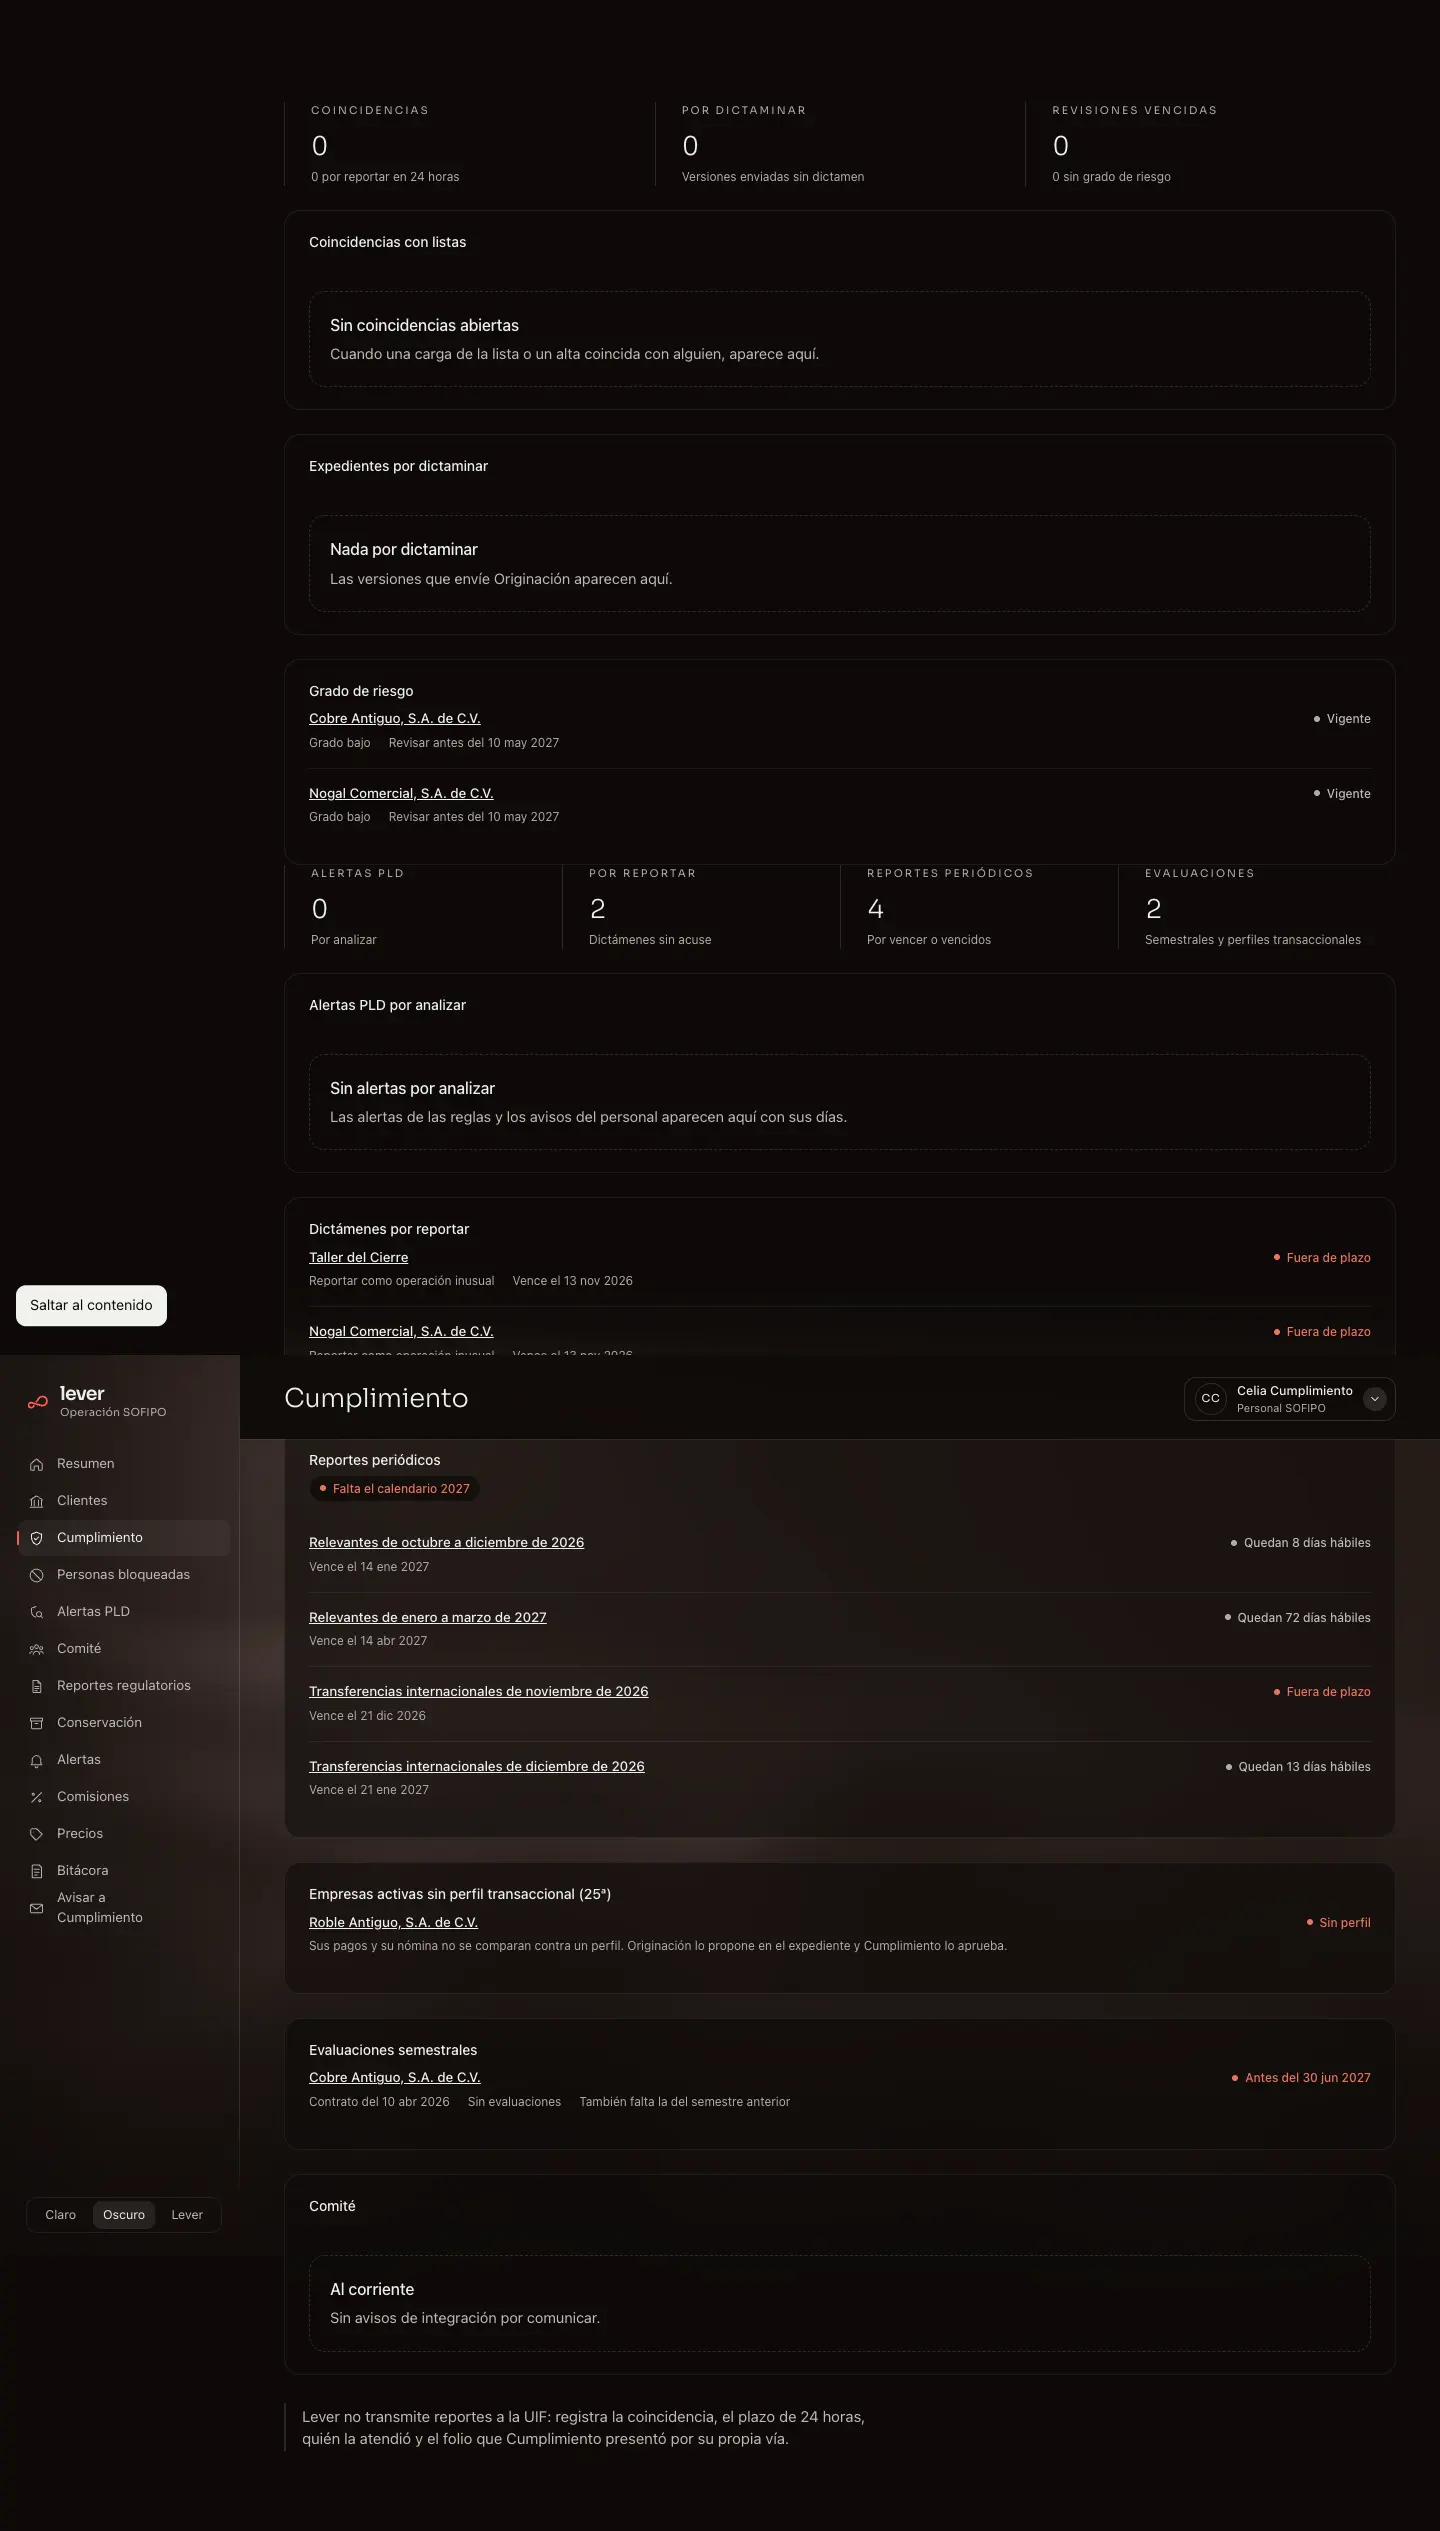 COINCIDENCIAS
0
0 por reportar en 24 horas
POR DICTAMINAR
0
Versiones enviadas sin dictamen
REVISIONES VENCIDAS
0
0 sin grado de riesgo
Coincidencias con listas
Sin coincidencias abiertas
Cuando una carga de la lista o un alta coincida con alguien, aparece aquí.
Expedientes por dictaminar
Nada por dictaminar
Las versiones que envíe Originación aparecen aquí.
Grado de riesgo
Cobre Antiguo, S.A. de C.V.
Vigente
Grado bajo Revisar antes del 10 may 2027
Nogal Comercial, S.A. de C.V.
Vigente
Grado bajo Revisar antes del 10 may 2027
ALERTAS PLD
0
Por analizar
POR REPORTAR
2
Dictámenes sin acuse
REPORTES PERIÓDICOS
4
Por vencer o vencidos
EVALUACIONES
2
Semestrales y perfiles transaccionales
Alertas PLD por analizar
Sin alertas por analizar
Las alertas de las reglas y los avisos del personal aparecen aquí con sus días.
Dictámenes por reportar
Taller del Cierre
Fuera de plazo
Reportar como operación inusual Vence el 13 nov 2026
Nogal Comercial, S.A. de C.V.
Fuera de plazo
Reportar como operación inusual Vence el 13 nov 2026
Saltar al contenido
lever
Operación SOFIPO
Resumen
Clientes
Cumplimiento
Personas bloqueadas
Alertas PLD
Comité
Reportes regulatorios
Conservación
Alertas
Comisiones
Precios
Bitácora
Avisar a
Cumplimiento
Claro
Oscuro
Lever
Cumplimiento
CC
Celia Cumplimiento
Personal SOFIPO
Reportes periódicos
Falta el calendario 2027
Relevantes de octubre a diciembre de 2026
Quedan 8 días hábiles
Vence el 14 ene 2027
Relevantes de enero a marzo de 2027
Quedan 72 días hábiles
Vence el 14 abr 2027
Transferencias internacionales de noviembre de 2026
Fuera de plazo
Vence el 21 dic 2026
Transferencias internacionales de diciembre de 2026
Quedan 13 días hábiles
Vence el 21 ene 2027
Empresas activas sin perfil transaccional (25ª)
Roble Antiguo, S.A. de C.V.
Sin perfil
Sus pagos y su nómina no se comparan contra un perfil. Originación lo propone en el expediente y Cumplimiento lo aprueba.
Evaluaciones semestrales
Cobre Antiguo, S.A. de C.V.
Antes del 30 jun 2027
Contrato del 10 abr 2026 Sin evaluaciones También falta la del semestre anterior
Comité
Al corriente
Sin avisos de integración por comunicar.
Lever no transmite reportes a la UIF: registra la coincidencia, el plazo de 24 horas,
quién la atendió y el folio que Cumplimiento presentó por su propia vía.